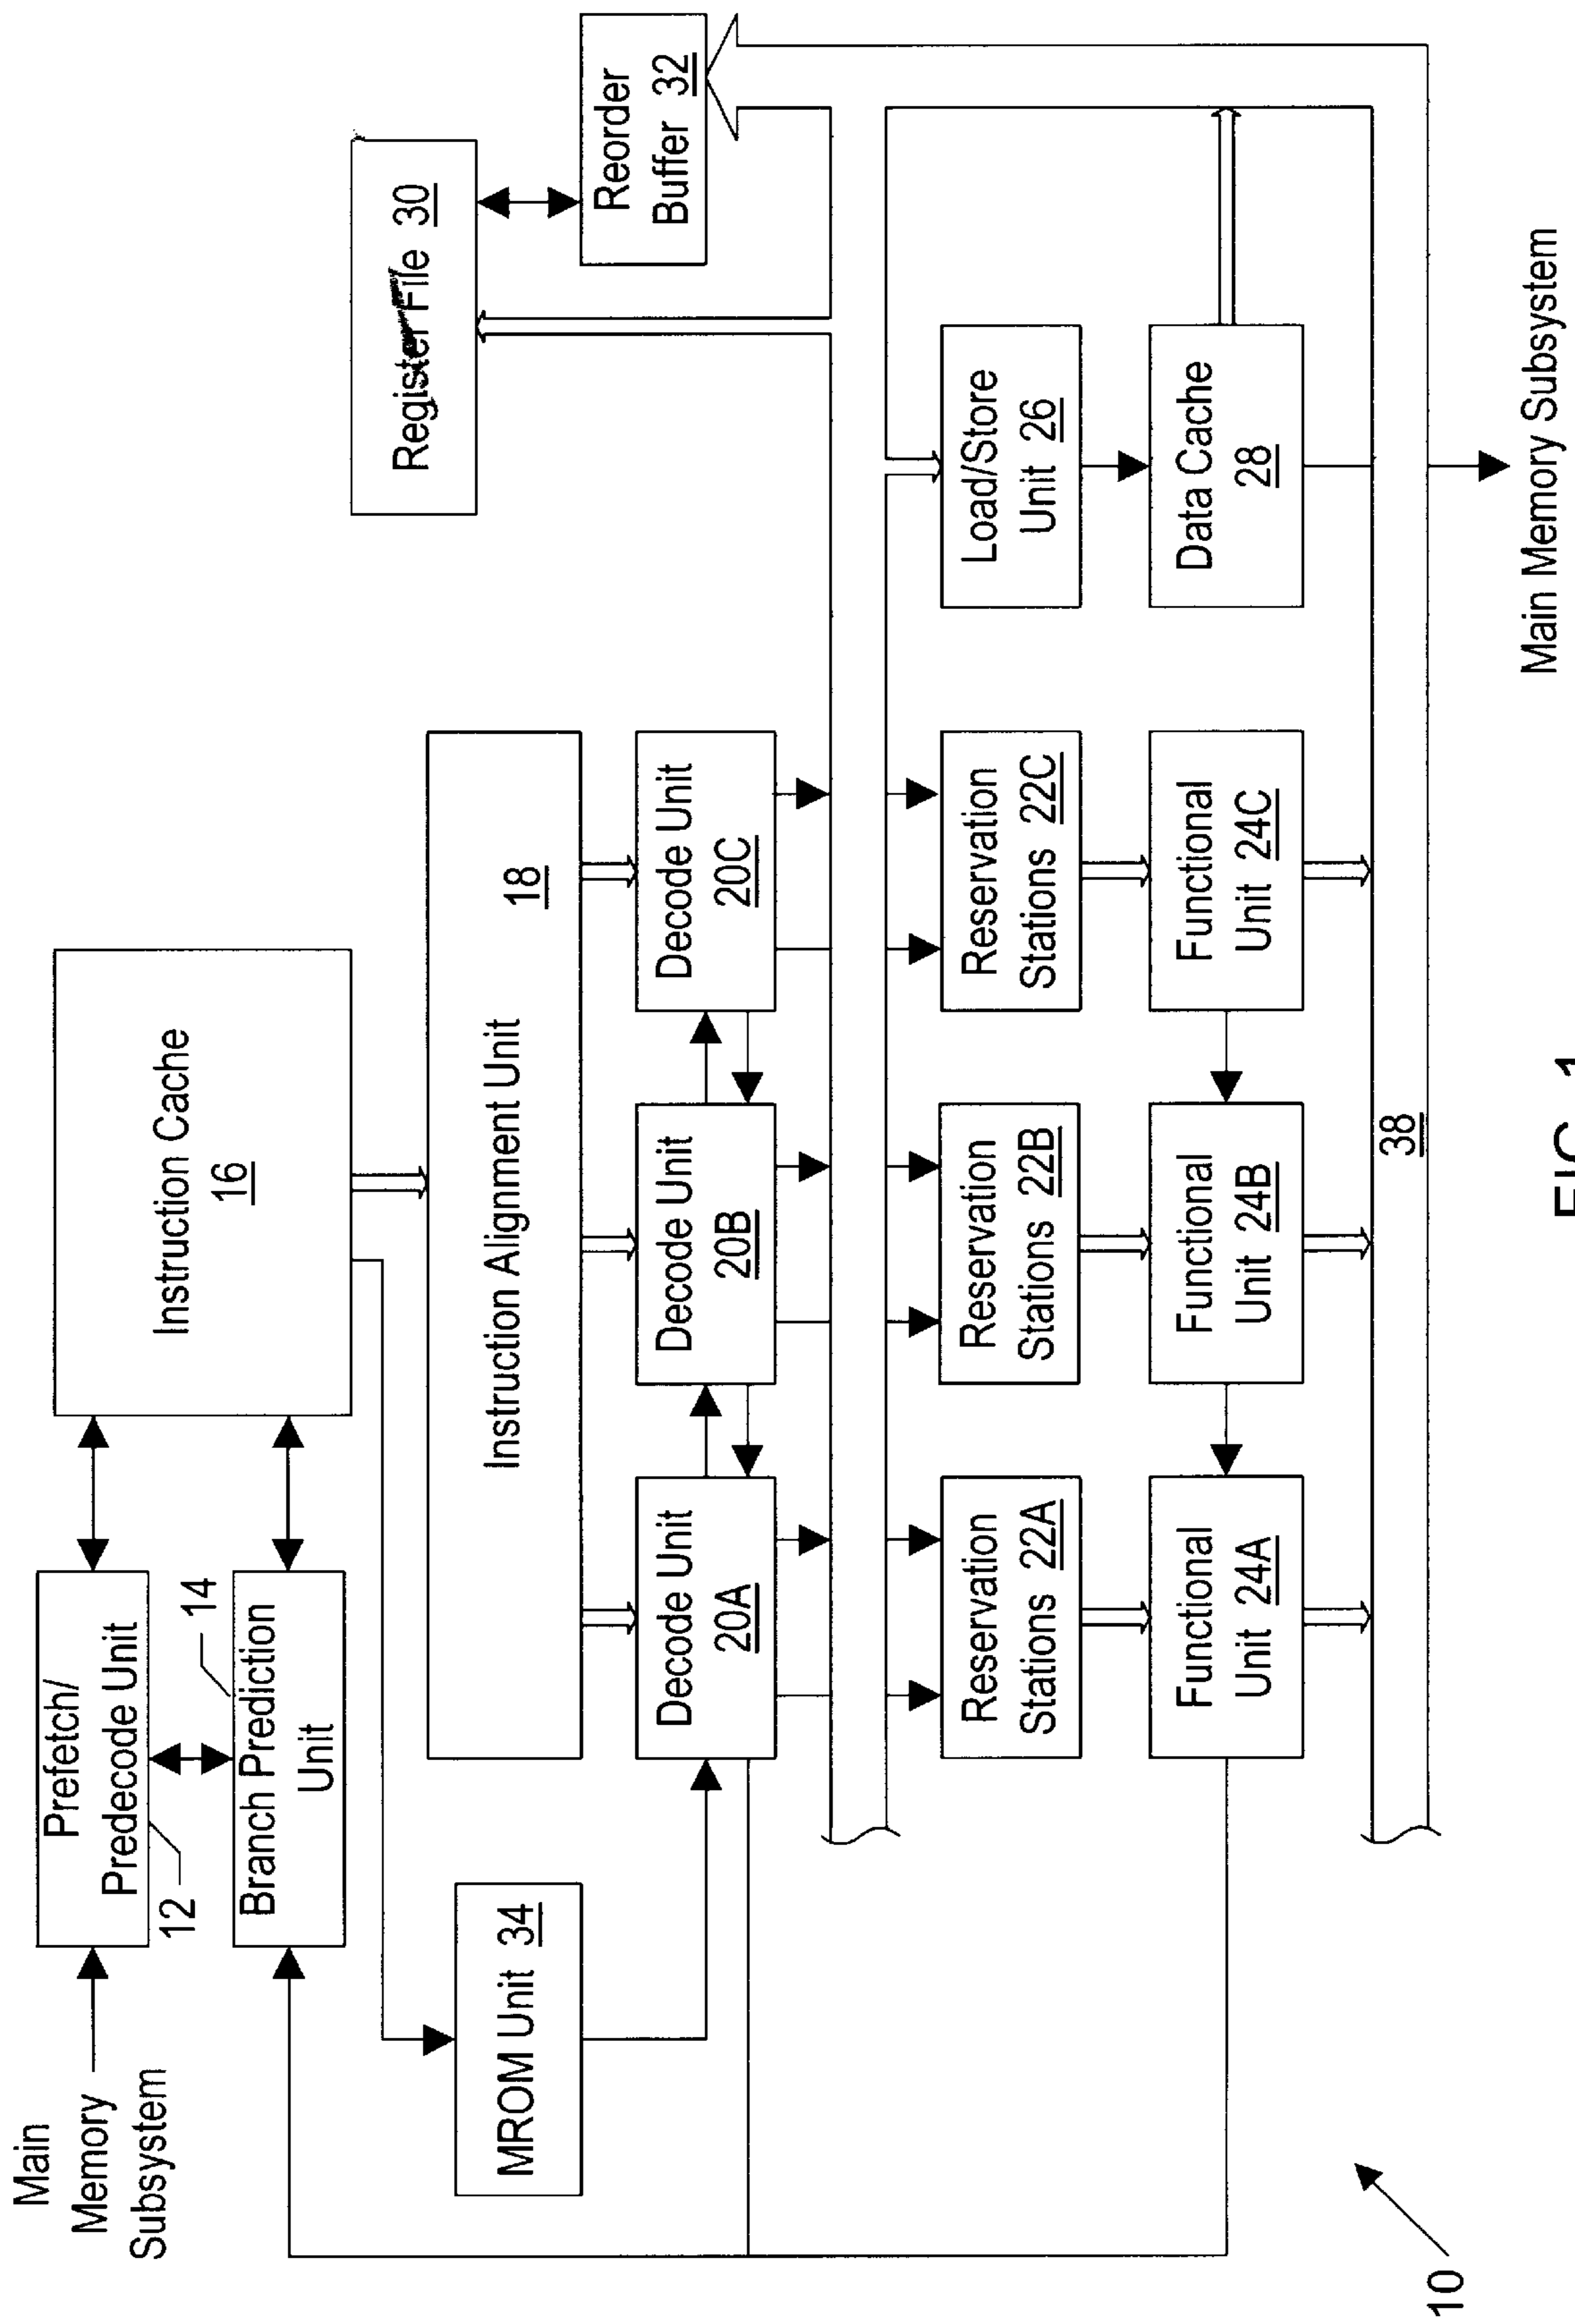 Main
Memory
Subsystem
Prefetch/
Predecode Unit
12
14
Branch Prediction
Unit
Instruction Cache
16
MROM Unit 34
Instruction Alignment Unit
18
Register File 30
Reorder
Buffer 32
Decode Unit
20A
Decode Unit
20B
Decode Unit
20C
Reservation
Stations 22A
Reservation
Stations 22B
Reservation
Stations 22C
Load/Store
Unit 26
Functional
Unit 24A
Functional
Unit 24B
Functional
Unit 24C
Data Cache
28
38
Main Memory Subsystem
10